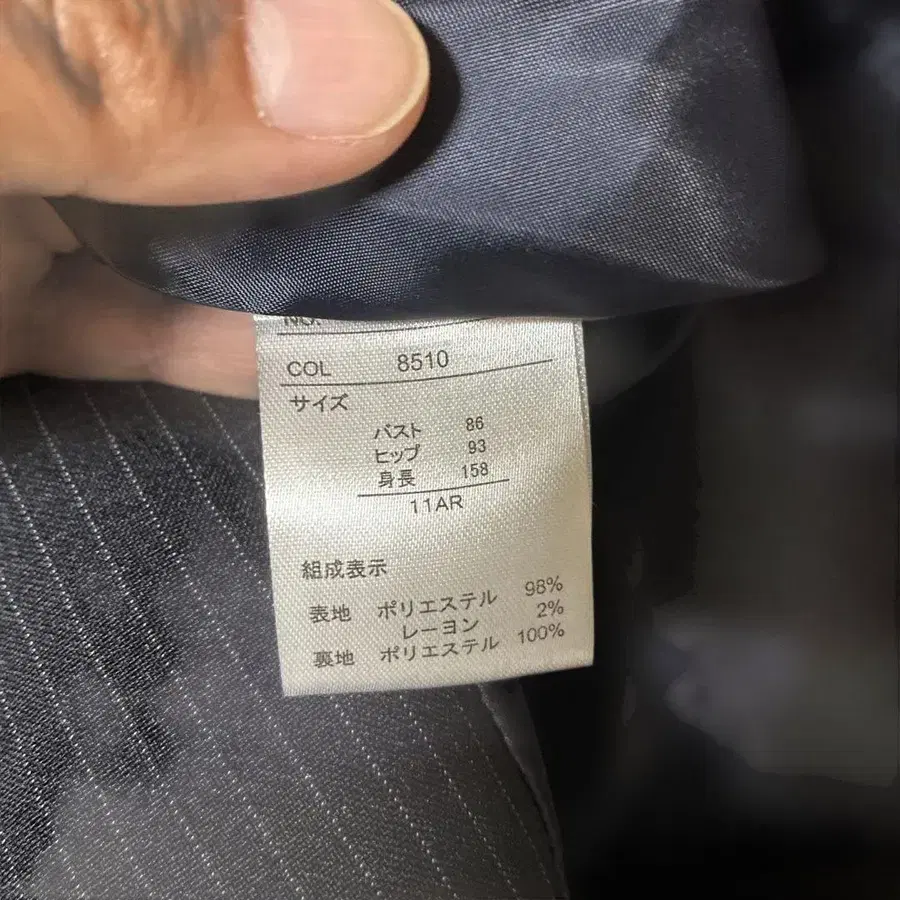 NO.
COL 8510
サイズ
バスト 86
ヒップ 93
身長 158
11AR
組成表示
表地 ポリエステル 98%
レーヨン 2%
裏地 ポリエステル 100%